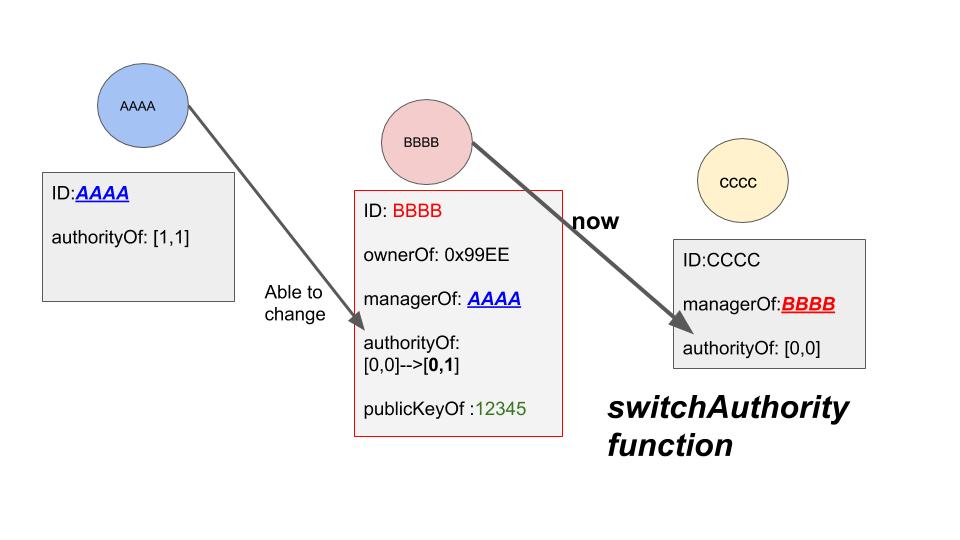 AAAA
ID:AAAA
authorityOf: [1,1]
Able to
change
BBBB
ID: BBBB
ownerOf: 0x99EE
managerOf: AAAA
authorityOf:
[0,0]-->[0,1]
publicKeyOf :12345
now
cccc
ID:CCCC
managerOf:BBBB
authorityOf: [0,0]
switchAuthority
function